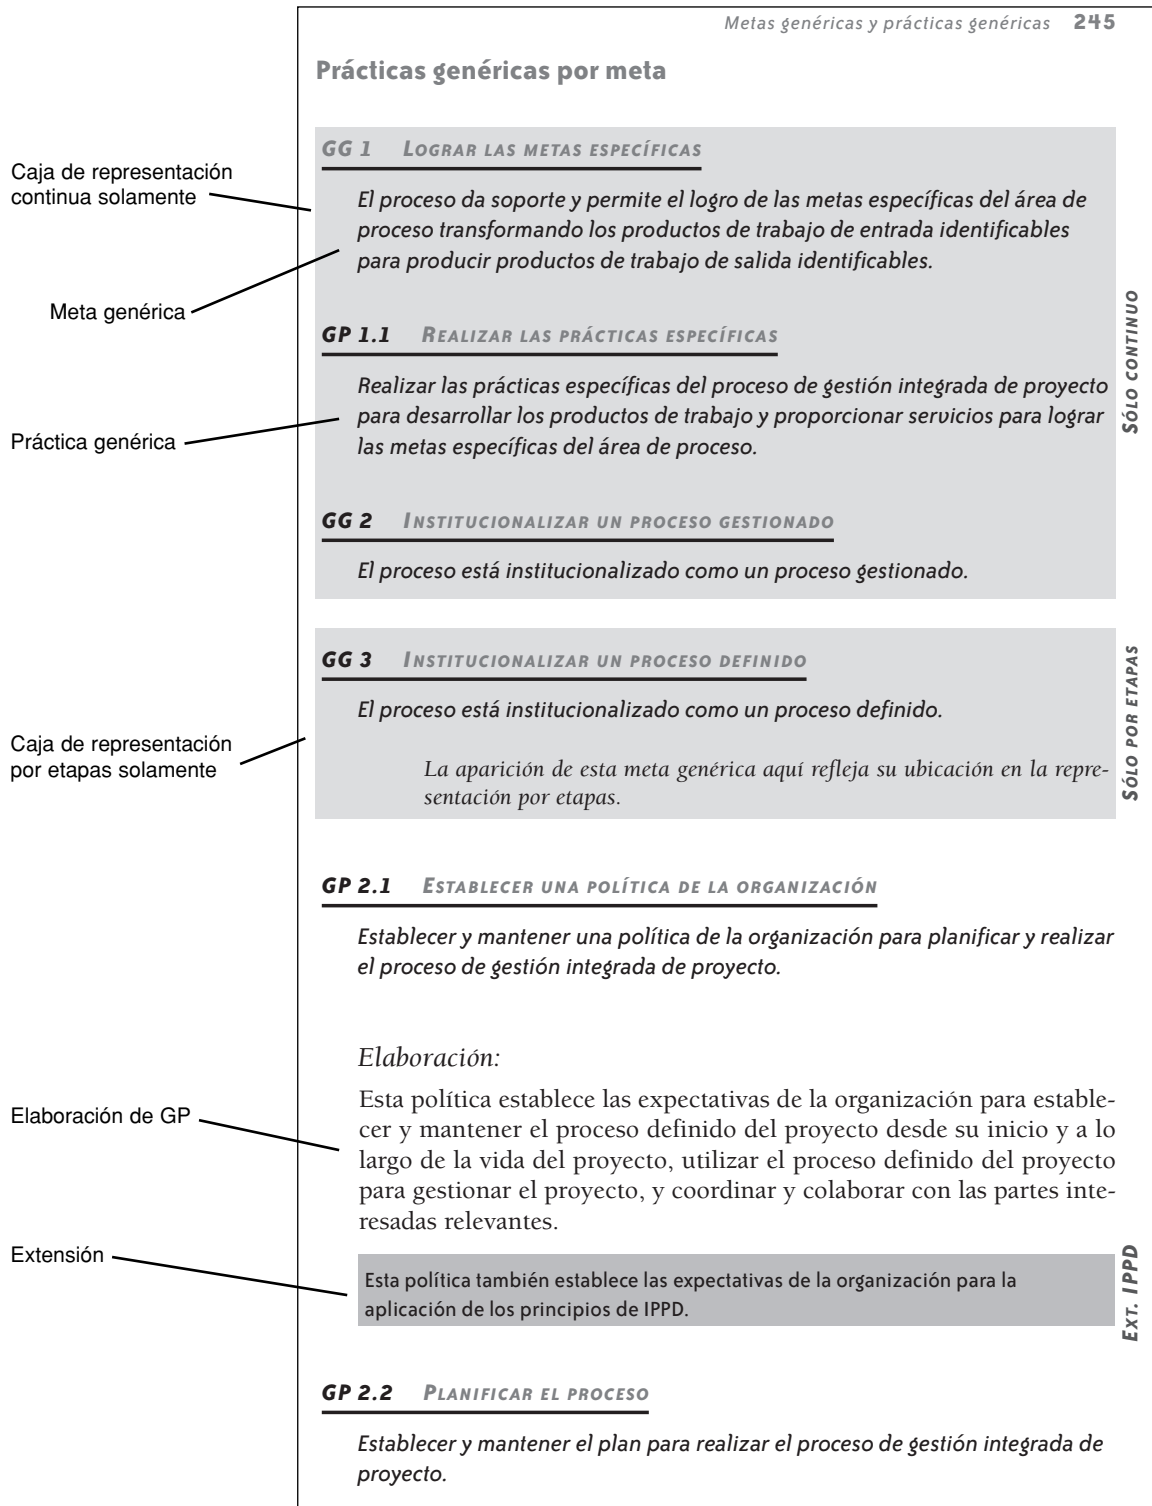 Metas genéricas y prácticas genéricas 245
Prácticas genéricas por meta
GG 1 LOGRAR LAS METAS ESPECÍFICAS
Caja de representación
continua solamente
El proceso da soporte y permite el logro de las metas específicas del área de
proceso transformando los productos de trabajo de entrada identificables
para producir productos de trabajo de salida identificables.
Meta genérica
SÓLO CONTINUO
GP 1.1 REALIZAR LAS PRÁCTICAS ESPECÍFICAS
Realizar las prácticas específicas del proceso de gestión integrada de proyecto
para desarrollar los productos de trabajo y proporcionar servicios para lograr
las metas específicas del área de proceso.
Práctica genérica
GG 2 INSTITUCIONALIZAR UN PROCESO GESTIONADO
El proceso está institucionalizado como un proceso gestionado.
GG 3 INSTITUCIONALIZAR UN PROCESO DEFINIDO
El proceso está institucionalizado como un proceso definido.
SÓLO POR ETAPAS
Caja de representación
por etapas solamente
La aparición de esta meta genérica aquí refleja su ubicación en la repre-
sentación por etapas.
GP 2.1 ESTABLECER UNA POLÍTICA DE LA ORGANIZACIÓN
Establecer y mantener una política de la organización para planificar y realizar
el proceso de gestión integrada de proyecto.
Elaboración:
Elaboración de GP
Esta política establece las expectativas de la organización para estable-
cer y mantener el proceso definido del proyecto desde su inicio y a lo
largo de la vida del proyecto, utilizar el proceso definido del proyecto
para gestionar el proyecto, y coordinar y colaborar con las partes inte-
resadas relevantes.
Extensión
Esta política también establece las expectativas de la organización para la
aplicación de los principios de IPPD.
EXT. IPPD
GP 2.2 PLANIFICAR EL PROCESO
Establecer y mantener el plan para realizar el proceso de gestión integrada de
proyecto.